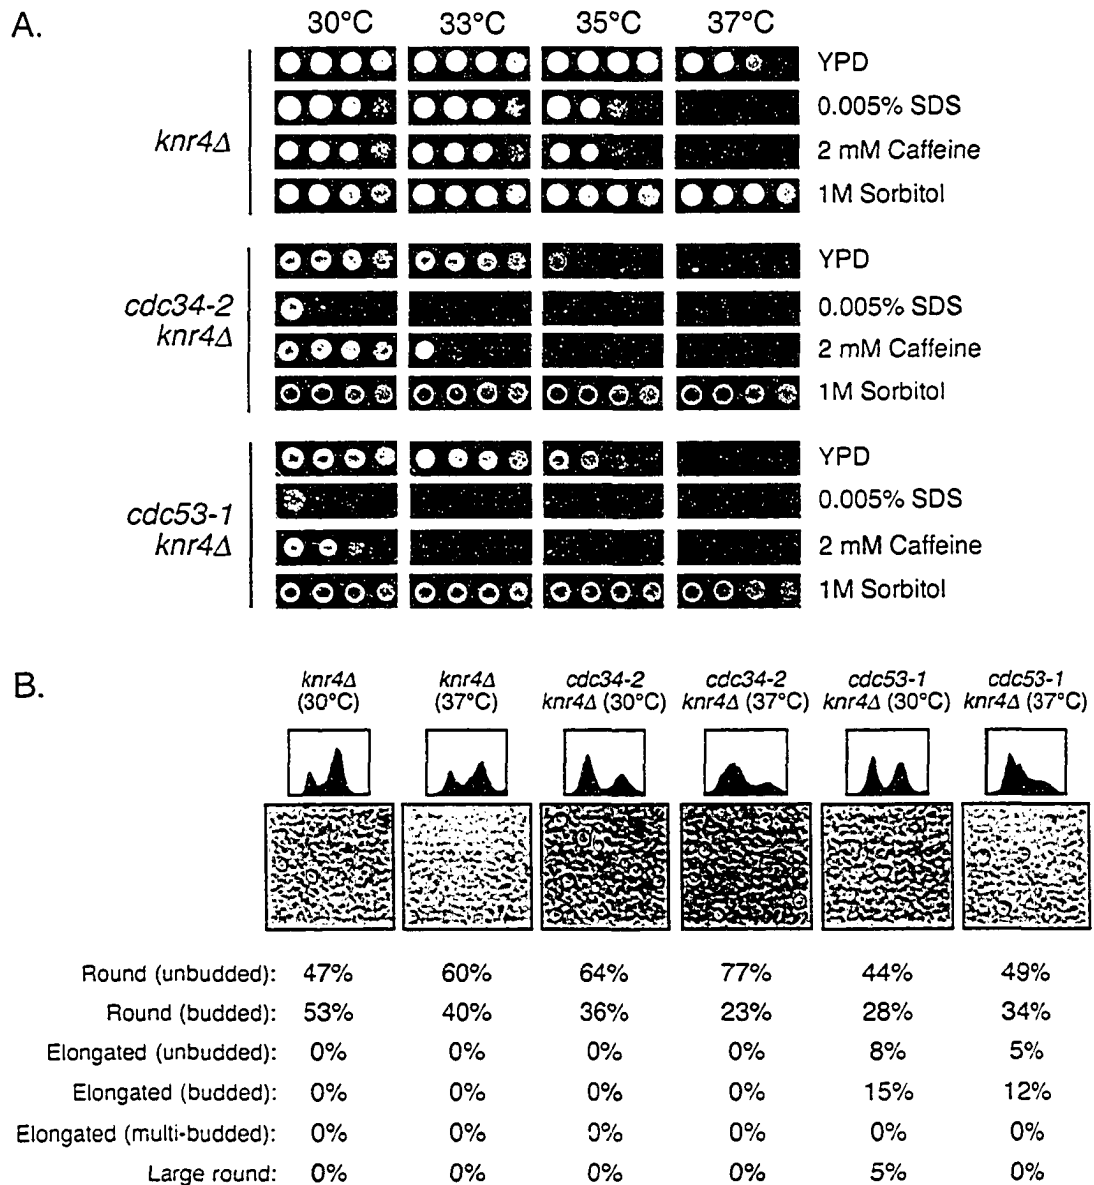 A.
30°C 33°C 35°C 37°C
knr4Δ
YPD
0.005% SDS
2 mM Caffeine
1M Sorbitol
cdc34-2
knr4Δ
YPD
0.005% SDS
2 mM Caffeine
1M Sorbitol
cdc53-1
knr4Δ
YPD
0.005% SDS
2 mM Caffeine
1M Sorbitol
B.
knr4Δ knr4Δ cdc34-2 cdc34-2 cdc53-1 cdc53-1
(30°C) (37°C) knr4Δ (30°C) knr4Δ (37°C) knr4Δ (30°C) knr4Δ (37°C)
Round (unbudded): 47% 60% 64% 77% 44% 49%
Round (budded): 53% 40% 36% 23% 28% 34%
Elongated (unbudded): 0% 0% 0% 0% 8% 5%
Elongated (budded): 0% 0% 0% 0% 15% 12%
Elongated (multi-budded): 0% 0% 0% 0% 0% 0%
Large round: 0% 0% 0% 0% 5% 0%